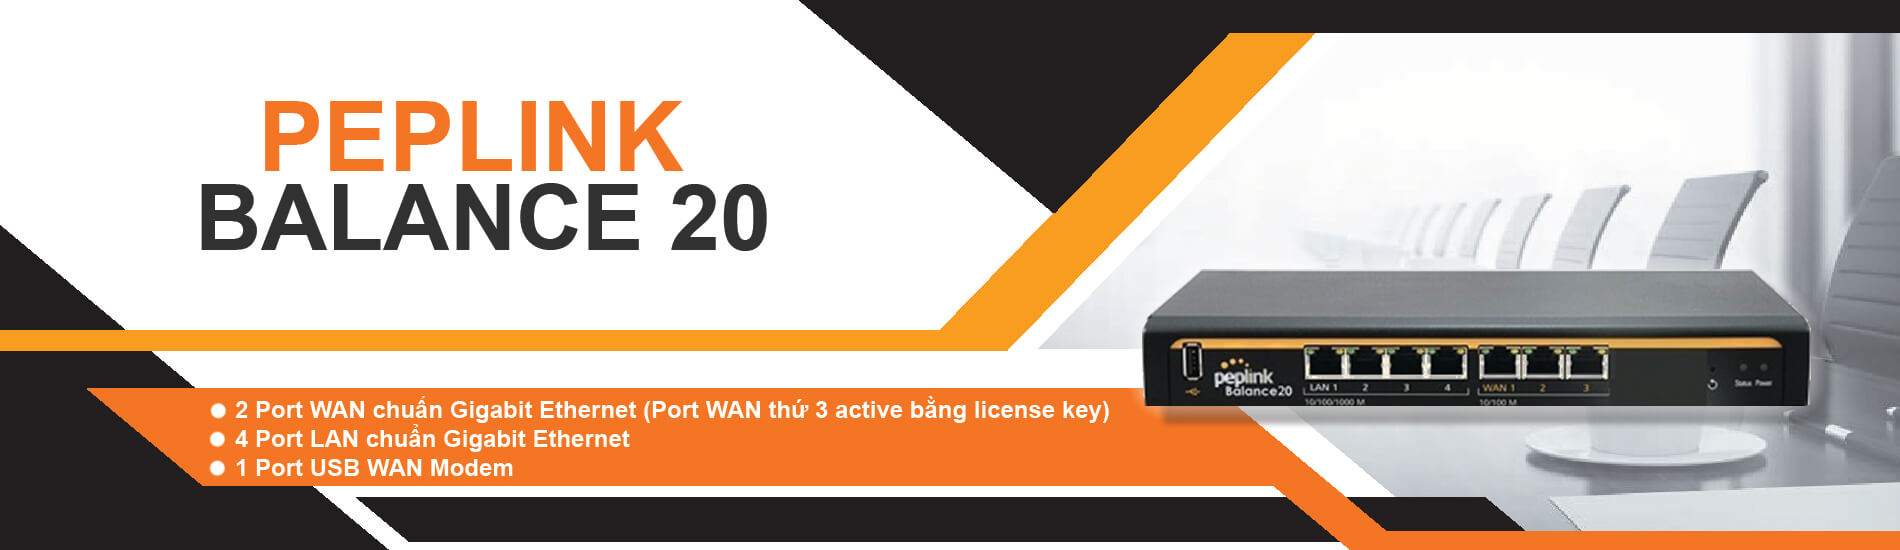 PEPLINK
BALANCE 20
2 Port WAN chuẩn Gigabit Ethernet (Port WAN thứ 3 active bằng license key)
4 Port LAN chuẩn Gigabit Ethernet
1 Port USB WAN Modem
peplink
Balance20
LAN 1 2 3 4
10/100/1000 M
WAN 1 2 3
10/100 M
Status Power